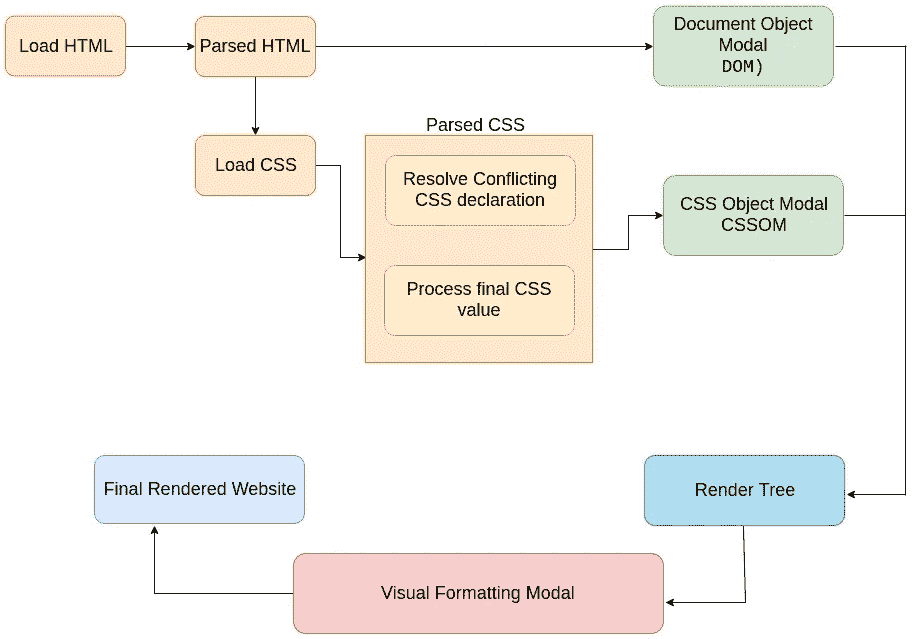 Load HTML
Parsed HTML
Document Object
Modal
DOM)
Load CSS
Parsed CSS
Resolve Conflicting
CSS declaration
Process final CSS
value
CSS Object Modal
CSSOM
Final Rendered Website
Render Tree
Visual Formatting Modal